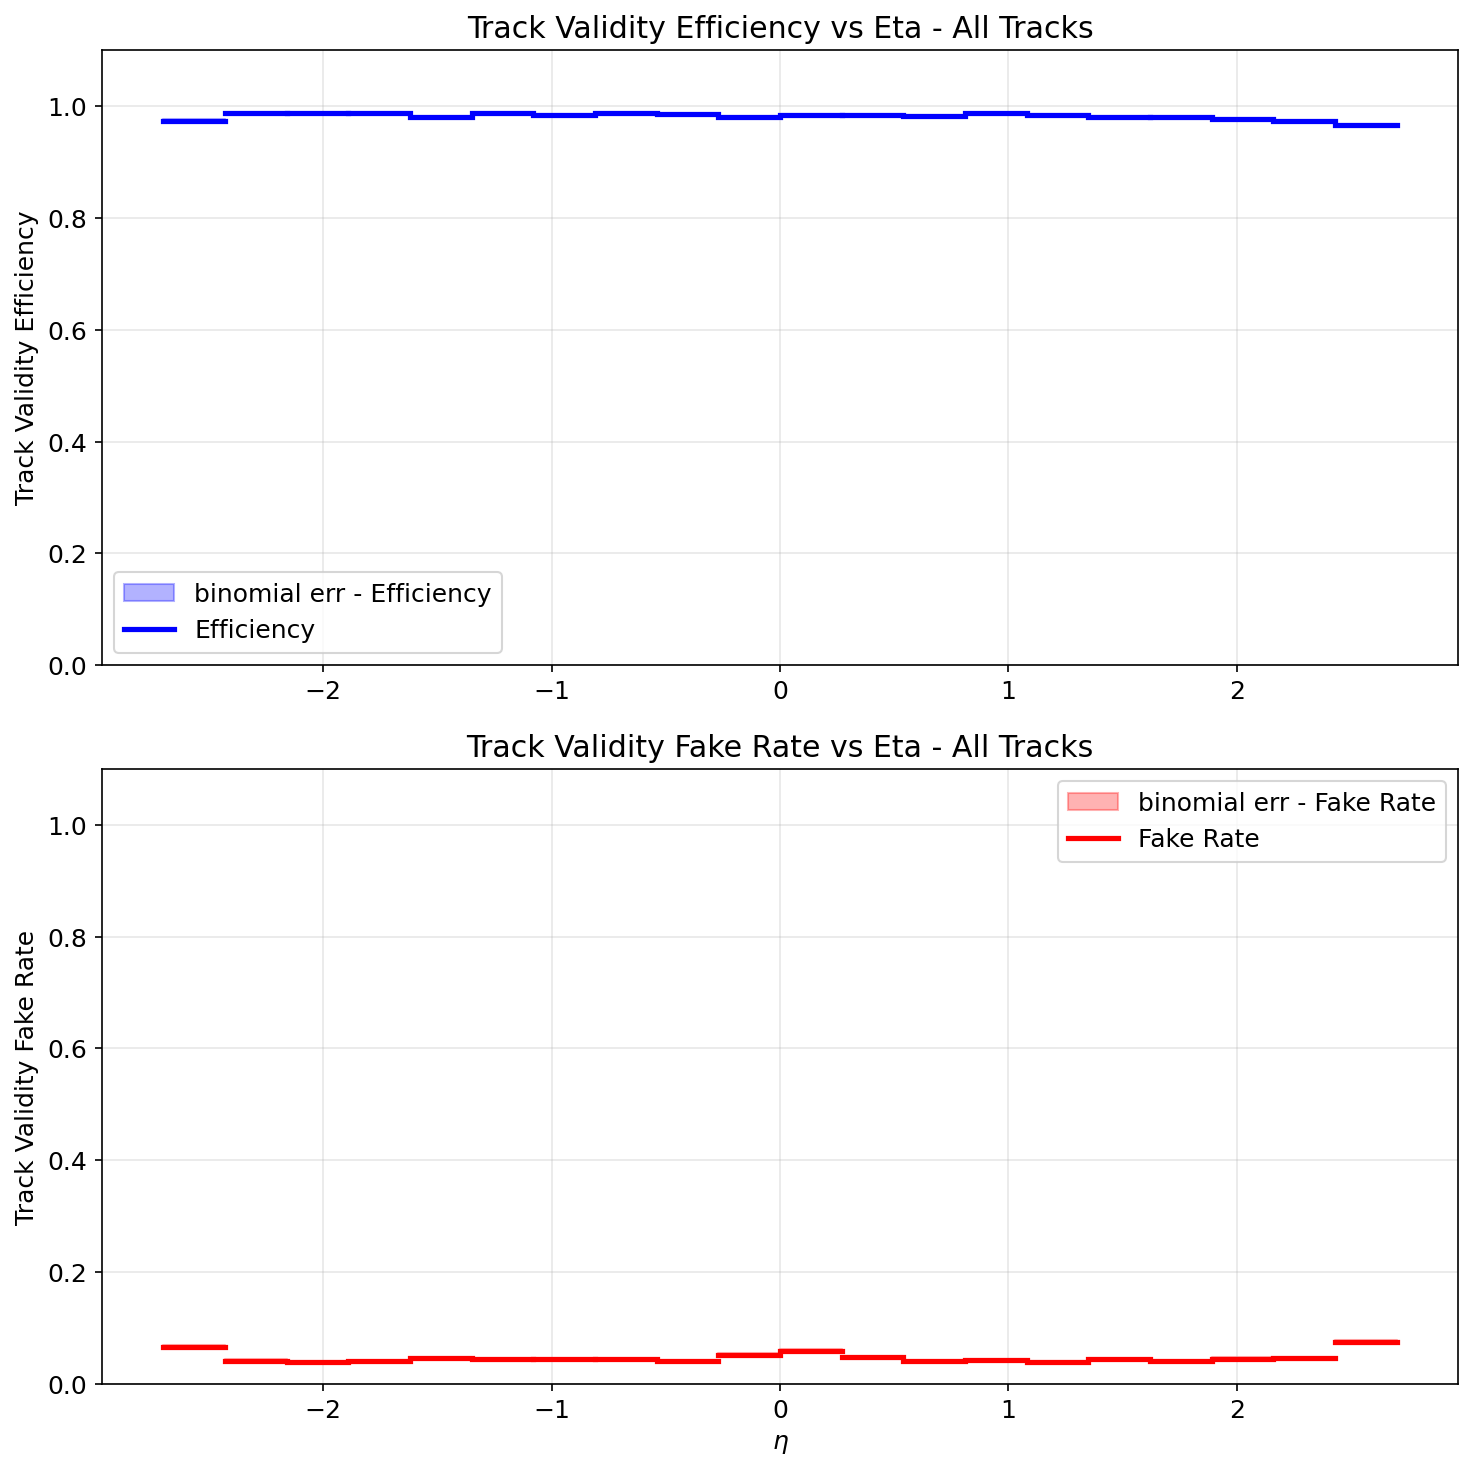 Track Validity Efficiency vs Eta - All Tracks
Track Validity Efficiency
1.0
0.8
0.6
0.4
0.2
0.0
binomial err - Efficiency
Efficiency
−2
−1
0
1
2
Track Validity Fake Rate vs Eta - All Tracks
Track Validity Fake Rate
1.0
0.8
0.6
0.4
0.2
0.0
binomial err - Fake Rate
Fake Rate
−2
−1
0
1
2
η